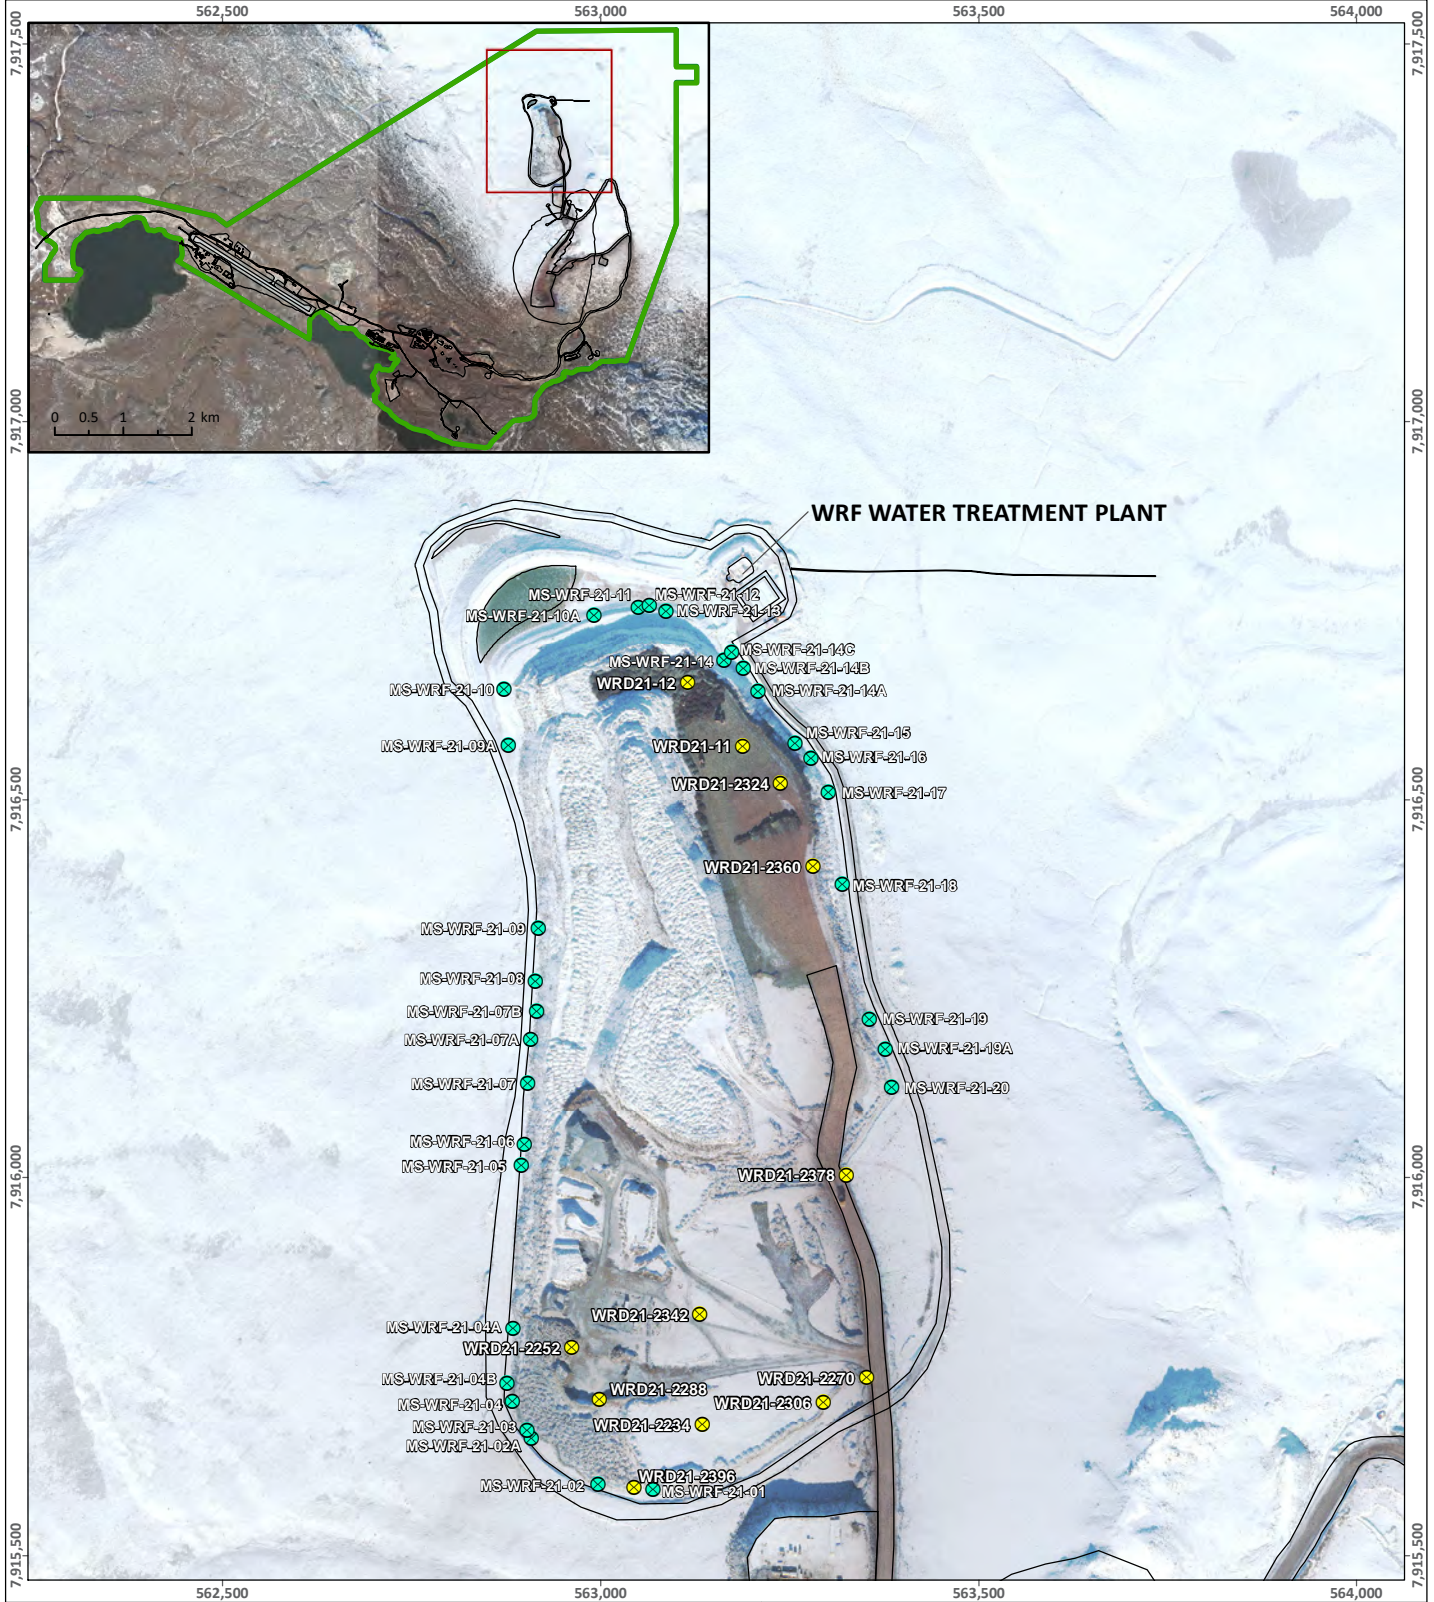 562,500
563,000
563,500
564,000
7,917,500
7,917,500
0 0.5 1 2 km
7,917,000
7,917,000
WRF WATER TREATMENT PLANT
MS-WRF-21-11
MS-WRF-21-12
MS-WRF-21-10A
MS-WRF-21-13
MS-WRF-21-14C
MS-WRF-21-14
MS-WRF-21-14B
WRD21-12
MS-WRF-21-10
MS-WRF-21-14A
MS-WRF-21-15
MS-WRF-21-09A
WRD21-11
MS-WRF-21-16
WRD21-2324
MS-WRF-21-17
7,916,500
7,916,500
WRD21-2360
MS-WRF-21-18
MS-WRF-21-09
MS-WRF-21-08
MS-WRF-21-07B
MS-WRF-21-19
MS-WRF-21-07A
MS-WRF-21-19A
MS-WRF-21-07
MS-WRF-21-20
MS-WRF-21-06
MS-WRF-21-05
WRD21-2378
7,916,000
7,916,000
WRD21-2342
MS-WRF-21-04A
WRD21-2252
MS-WRF-21-04B
WRD21-2270
WRD21-2288
MS-WRF-21-04
WRD21-2306
WRD21-2234
MS-WRF-21-03
MS-WRF-21-02A
WRD21-2396
MS-WRF-21-02
MS-WRF-21-01
7,915,500
7,915,500
562,500
563,000
563,500
564,000